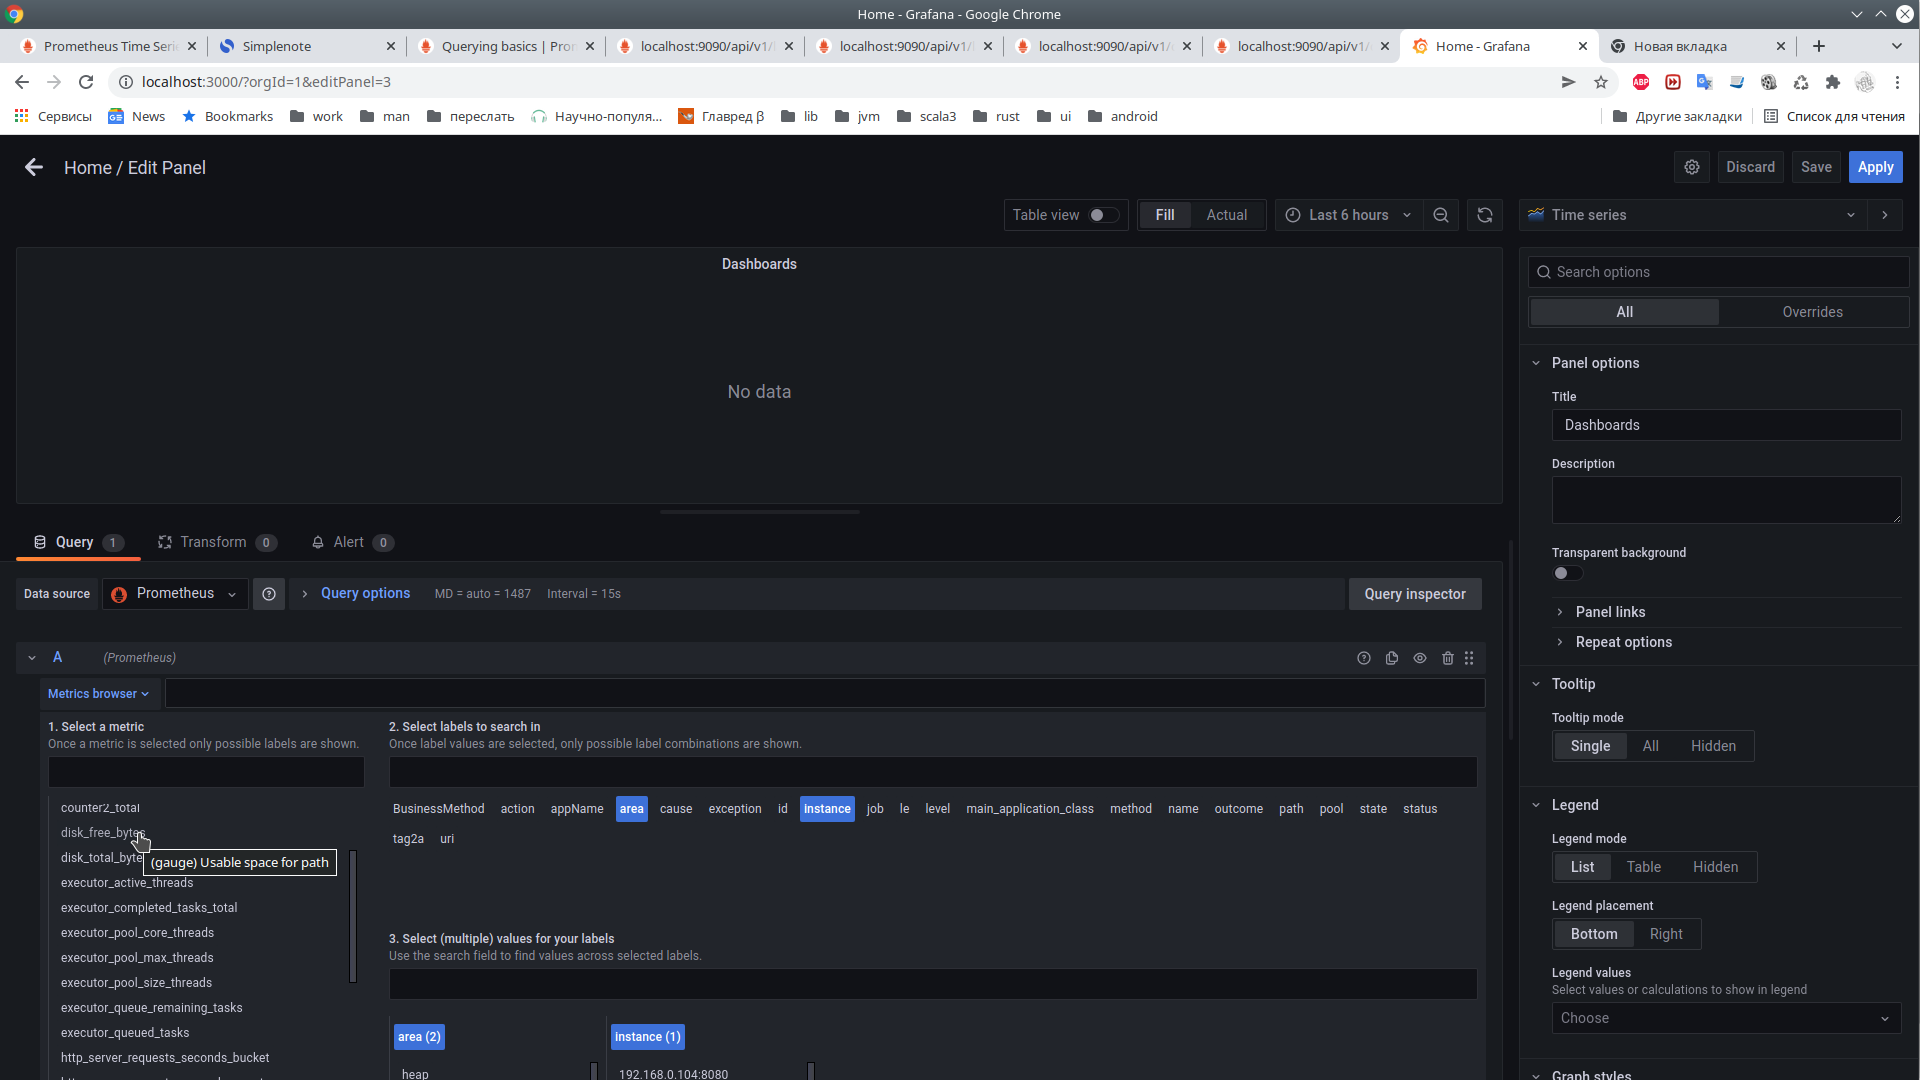 Home - Grafana - Google Chrome
Prometheus Time Seri
Simplenote
Querying basics | Pro
localhost:9090/api/v1/
localhost:9090/api/v1/
localhost:9090/api/v1/
localhost:9090/api/v1/
Home - Grafana
Новая вкладка
localhost:3000/?orgId=1&editPanel=3
ABP
Сервисы
News
Bookmarks
work
man
переслать
Научно-популя...
Главред β
lib
jvm
scala3
rust
ui
android
Другие закладки
Список для чтения
Home / Edit Panel
Discard
Save
Apply
Table view
Fill
Actual
Last 6 hours
Time series
Dashboards
No data
Search options
All
Overrides
Panel options
Title
Dashboards
Description
Transparent background
Panel links
Repeat options
Tooltip
Tooltip mode
Single
All
Hidden
Legend
Legend mode
List
Table
Hidden
Legend placement
Bottom
Right
Legend values
Select values or calculations to show in legend
Choose
Graph styles
Query 1
Transform 0
Alert 0
Data source
Prometheus
Query options
MD = auto = 1487
Interval = 15s
Query inspector
A
(Prometheus)
Metrics browser
1. Select a metric
Once a metric is selected only possible labels are shown.
counter2_total
disk_free_bytes
disk_total_byte
(gauge) Usable space for path
executor_active_threads
executor_completed_tasks_total
executor_pool_core_threads
executor_pool_max_threads
executor_pool_size_threads
executor_queue_remaining_tasks
executor_queued_tasks
http_server_requests_seconds_bucket
2. Select labels to search in
Once label values are selected, only possible label combinations are shown.
BusinessMethod action appName area cause exception id instance job le level main_application_class method name outcome path pool state status
tag2a uri
3. Select (multiple) values for your labels
Use the search field to find values across selected labels.
area (2)
instance (1)
heap
192.168.0.104:8080